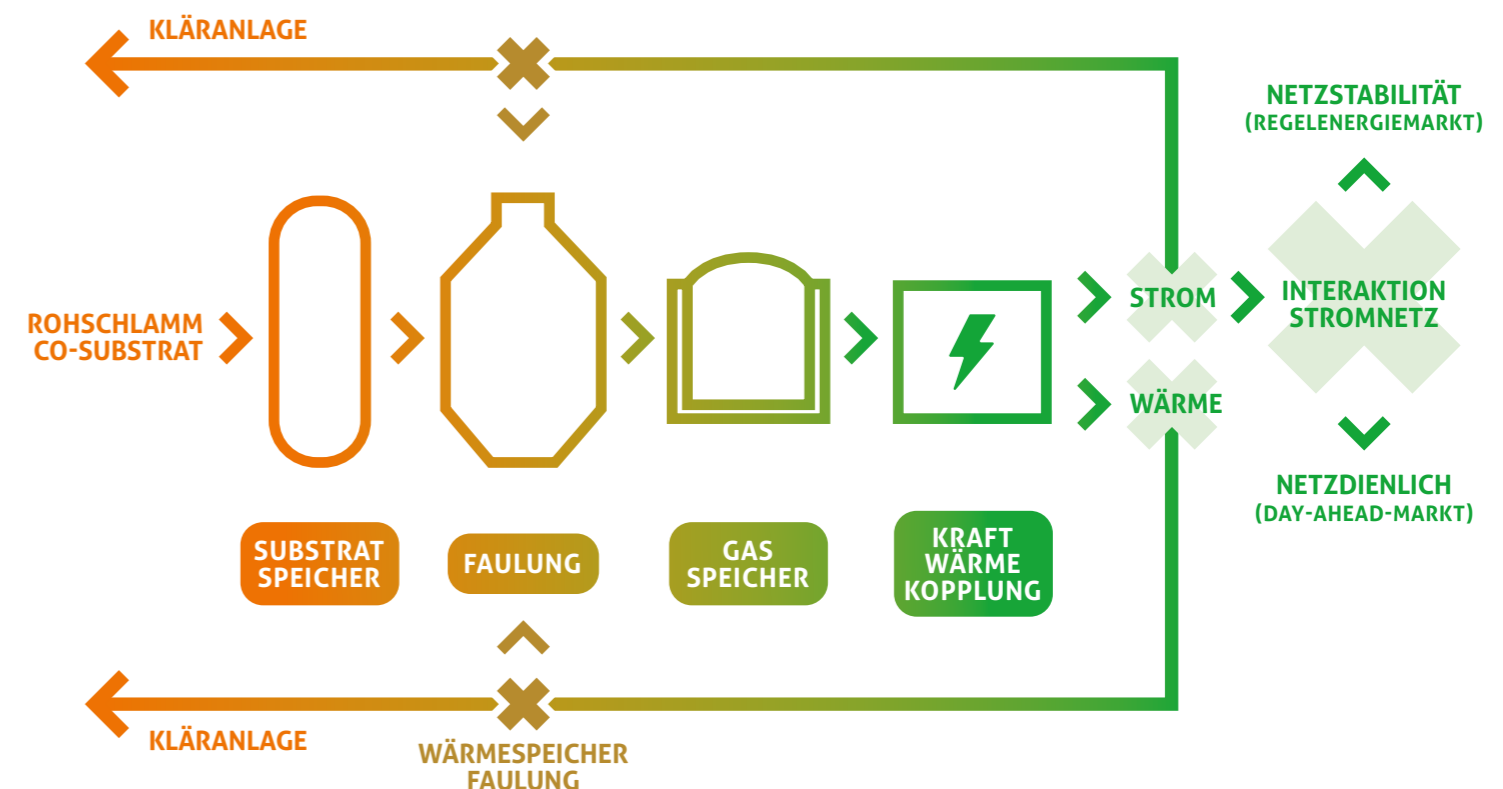 KLÄRANLAGE
NETZSTABILITÄT
(REGELENERGIEMARKT)
ROHSCHLAMM
CO-SUBSTRAT
STROM
INTERAKTION
STROMNETZ
WÄRME
NETZDIENLICH
(DAY-AHEAD-MARKT)
SUBSTRAT
SPEICHER
FAULUNG
GAS
SPEICHER
KRAFT
WÄRME
KOPPLUNG
KLÄRANLAGE
WÄRMESPEICHER
FAULUNG